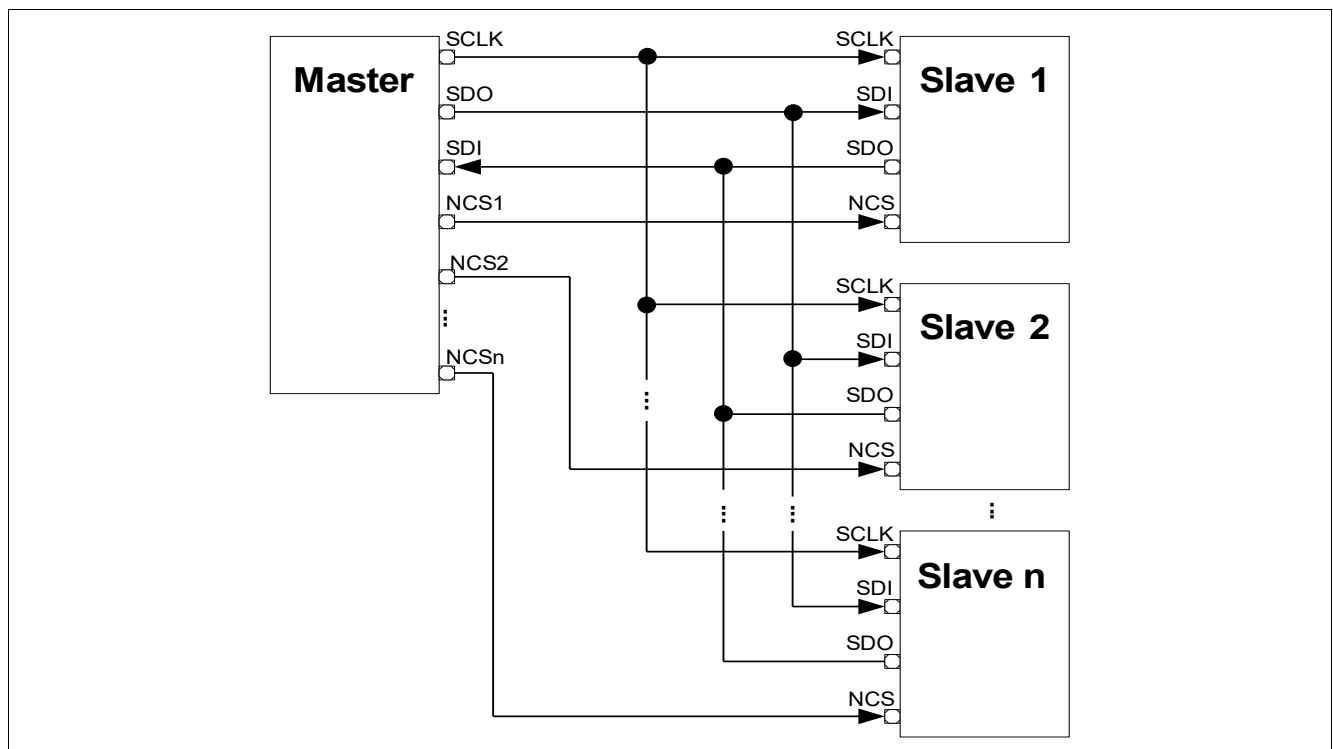 Master
SCLK
SDO
SDI
NCS1
NCS2
...
NCSn
SCLK
SDI
SDO
NCS
Slave 1
SCLK
SDI
SDO
NCS
Slave 2
...
...
...
...
SCLK
SDI
SDO
NCS
Slave n